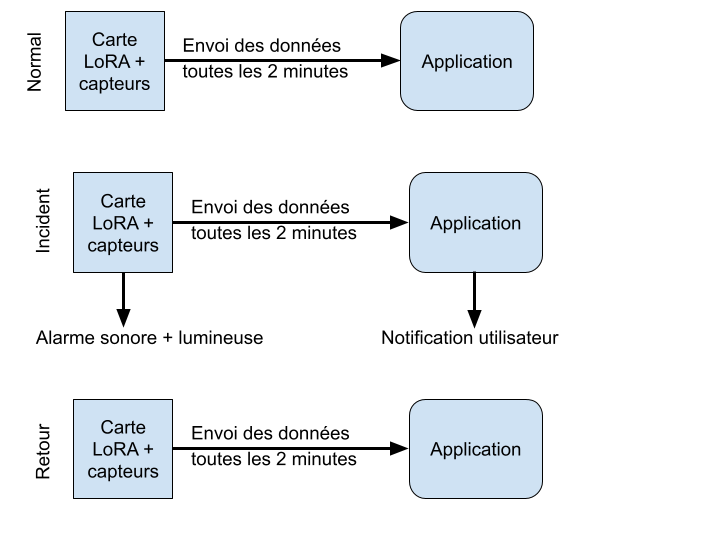 Normal
Carte
LoRA +
capteurs
Envoi des données
toutes les 2 minutes
Application
Incident
Carte
LoRA +
capteurs
Envoi des données
toutes les 2 minutes
Application
Alarme sonore + lumineuse
Notification utilisateur
Retour
Carte
LoRA +
capteurs
Envoi des données
toutes les 2 minutes
Application